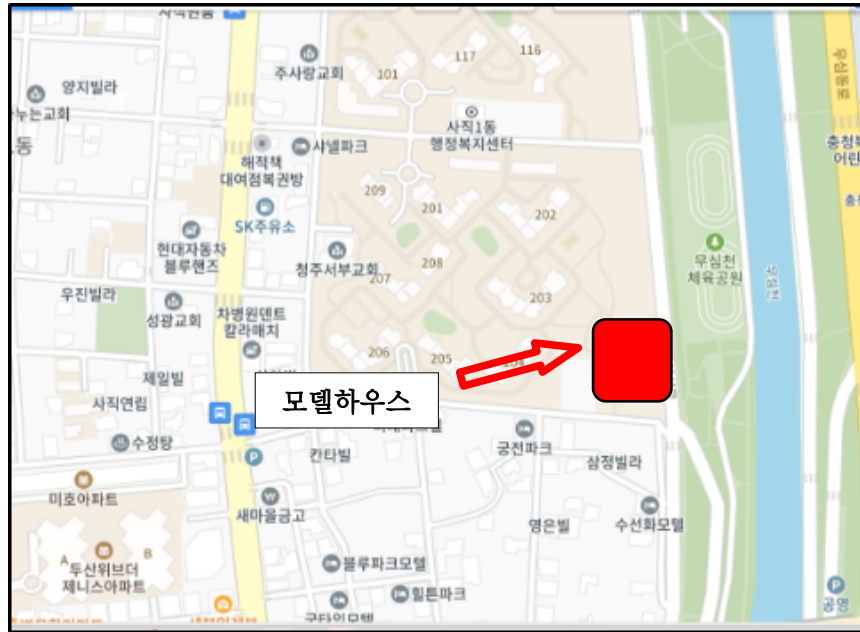 양지빌라
주사랑교회
101
117
116
사직1동
행정복지센터
샤넬파크
해적책
대여점복권방
209
201
202
SK주유소
현대자동차
블루핸즈
청주서부교회
207
208
203
우진빌라
성광교회
차병원덴트
칼라매치
206
205
무심천
체육공원
무심천
무심동로
모델하우스
제일빌
사직연립
수정탕
칸타빌
궁전파크
삼정빌라
미호아파트
새마을금고
영은빌
수선화모텔
A
B
두산위브더
제니스아파트
블루파크모텔
힐튼파크
공영